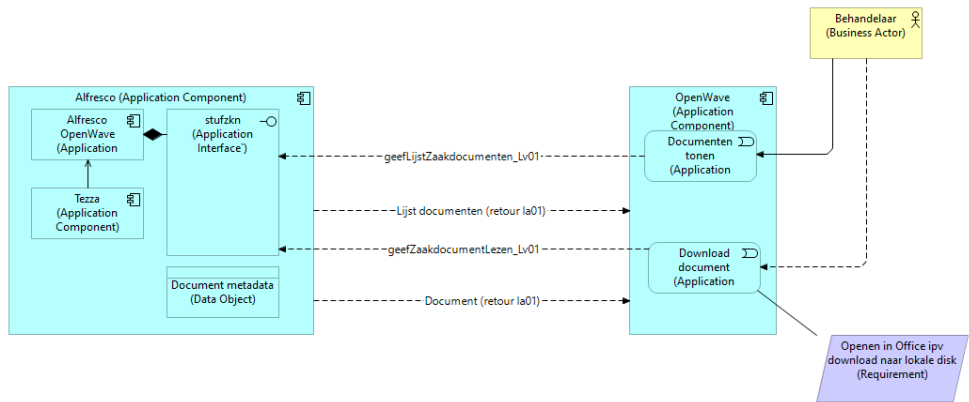 Behandelaar
(Business Actor)
Alfresco (Application Component)
Alfresco
OpenWave
(Application
stufzkn
(Application
Interface`)
Tezza
(Application
Component)
Document metadata
(Data Object)
geefLijstZaakdocumenten_Lv01
Lijst documenten (retour la01)
geefZaakdocumentLezen_Lv01
Document (retour la01)
OpenWave
(Application
Component)
Documenten
tonen
(Application
Download
document
(Application
Openen in Office ipv
download naar lokale disk
(Requirement)